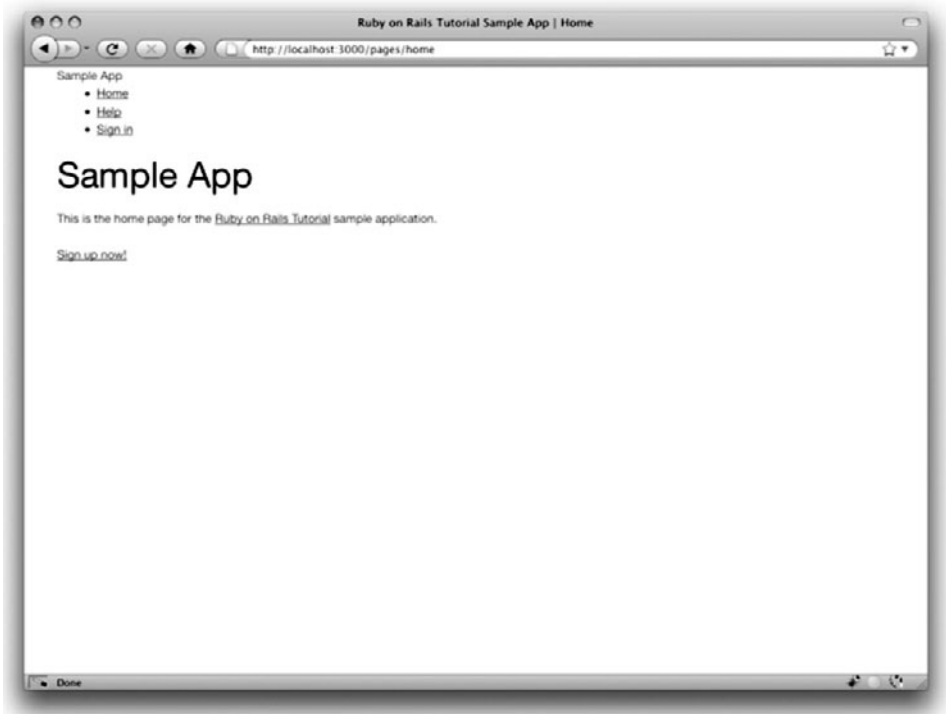 Ruby on Rails Tutorial Sample App | Home
http://localhost:3000/pages/home
Sample App
Home
Help
Sign in
Sample App
This is the home page for the Ruby on Rails Tutorial sample application.
Sign up now!
Done